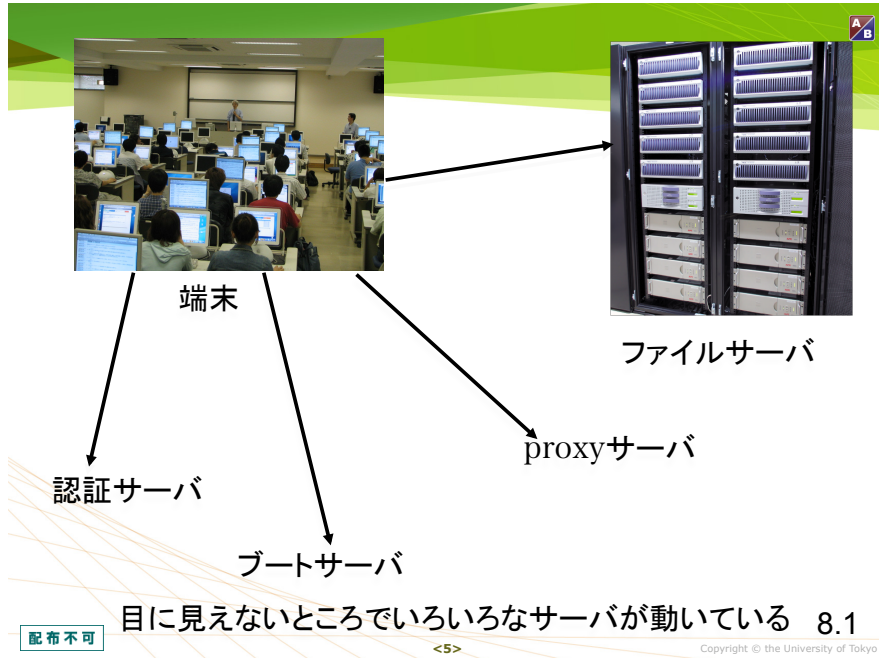 A
B
端末
ファイルサーバ
proxyサーバ
認証サーバ
ブートサーバ
目に見えないところでいろいろなサーバが動いている 8.1
配布不可
<5>
Copyright © the University of Tokyo